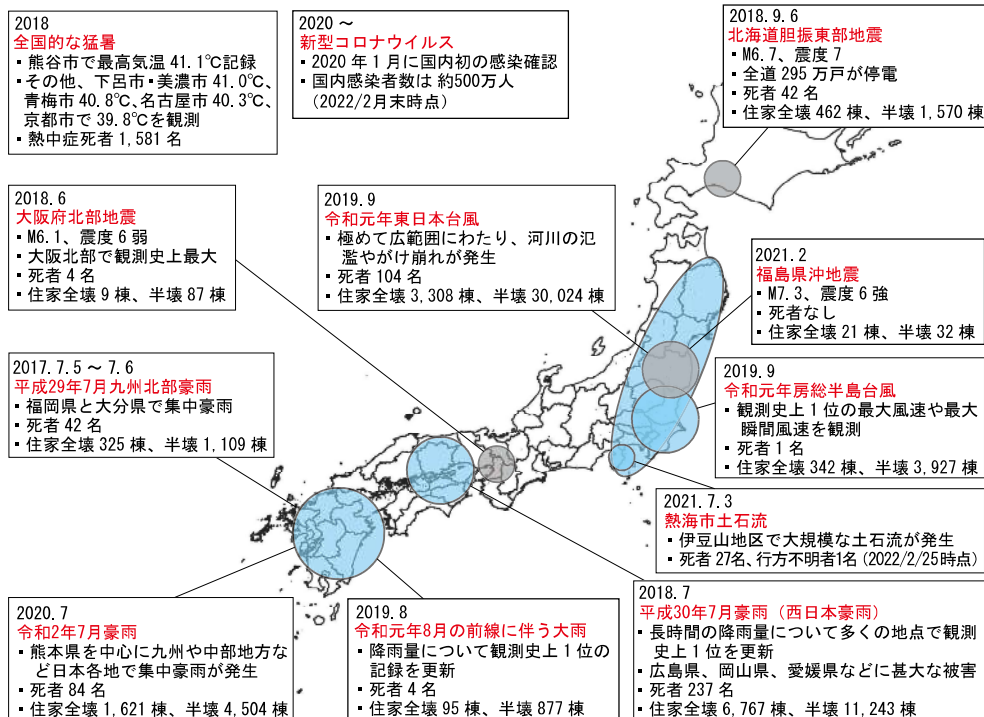 2018
全国的な猛暑
▪ 熊谷市で最高気温 41.1℃記録
▪ その他、下呂市・美濃市 41.0℃、
青梅市 40.8℃、名古屋市 40.3℃、
京都市で 39.8℃を観測
▪ 熱中症死者 1,581 名
2020 ～
新型コロナウイルス
▪ 2020 年 1 月に国内初の感染確認
▪ 国内感染者数は 約500万人
（2022/2月末時点）
2018.9.6
北海道胆振東部地震
▪ M6.7、震度 7
▪ 全道 295 万戸が停電
▪ 死者 42 名
▪ 住家全壊 462 棟、半壊 1,570 棟
2018.6
大阪府北部地震
▪ M6.1、震度 6 弱
▪ 大阪北部で観測史上最大
▪ 死者 4 名
▪ 住家全壊 9 棟、半壊 87 棟
2019.9
令和元年東日本台風
▪ 極めて広範囲にわたり、河川の氾
濫やがけ崩れが発生
▪ 死者 104 名
▪ 住家全壊 3,308 棟、半壊 30,024 棟
2021.2
福島県沖地震
▪ M7.3、震度 6 強
▪ 死者なし
▪ 住家全壊 21 棟、半壊 32 棟
2017.7.5 ～ 7.6
平成29年7月九州北部豪雨
▪ 福岡県と大分県で集中豪雨
▪ 死者 42 名
▪ 住家全壊 325 棟、半壊 1,109 棟
2019.9
令和元年房総半島台風
▪ 観測史上 1 位の最大風速や最大
瞬間風速を観測
▪ 死者 1 名
▪ 住家全壊 342 棟、半壊 3,927 棟
2021.7.3
熱海市土石流
▪ 伊豆山地区で大規模な土石流が発生
▪ 死者 27名、行方不明者1名（2022/2/25時点）
2020.7
令和2年7月豪雨
▪ 熊本県を中心に九州や中部地方な
ど日本各地で集中豪雨が発生
▪ 死者 84 名
▪ 住家全壊 1,621 棟、半壊 4,504 棟
2019.8
令和元年8月の前線に伴う大雨
▪ 降雨量について観測史上 1 位の
記録を更新
▪ 死者 4 名
▪ 住家全壊 95 棟、半壊 877 棟
2018.7
平成30年7月豪雨（西日本豪雨）
▪ 長時間の降雨量について多くの地点で観測
史上 1 位を更新
▪ 広島県、岡山県、愛媛県などに甚大な被害
▪ 死者 237 名
▪ 住家全壊 6,767 棟、半壊 11,243 棟